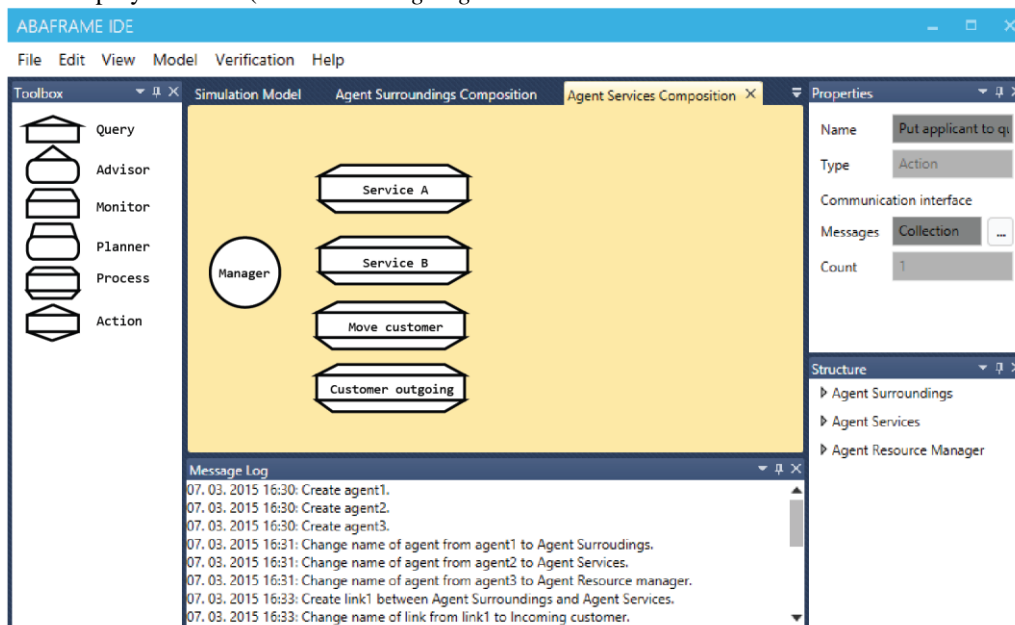 ABAFRAME IDE
File Edit View Model Verification Help
Toolbox
Query
Advisor
Monitor
Planner
Process
Action
Simulation Model Agent Surroundings Composition Agent Services Composition
Manager
Service A
Service B
Move customer
Customer outgoing
Message Log
07. 03. 2015 16:30: Create agent1.
07. 03. 2015 16:30: Create agent2.
07. 03. 2015 16:30: Create agent3.
07. 03. 2015 16:31: Change name of agent from agent1 to Agent Surroudings.
07. 03. 2015 16:31: Change name of agent from agent2 to Agent Services.
07. 03. 2015 16:31: Change name of agent from agent3 to Agent Resource manager.
07. 03. 2015 16:33: Create link1 between Agent Surroundings and Agent Services.
07. 03. 2015 16:33: Change name of link from link1 to Incoming customer.
Properties
Name Put applicant to
Type Action
Communication interface
Messages Collection ...
Count 1
Structure
Agent Surroundings
Agent Services
Agent Resource Manager